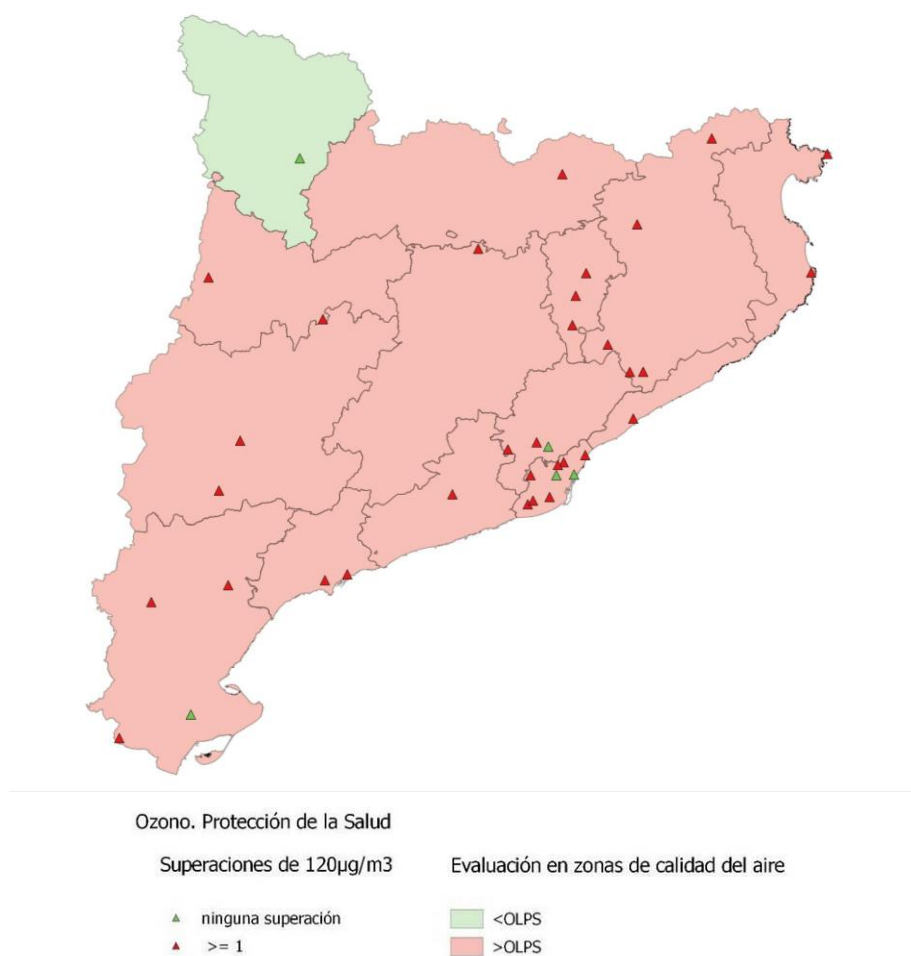 Ozono. Protección de la Salud
Superaciones de 120µg/m3
ninguna superación
>= 1
Evaluación en zonas de calidad del aire
<OLPS
>OLPS